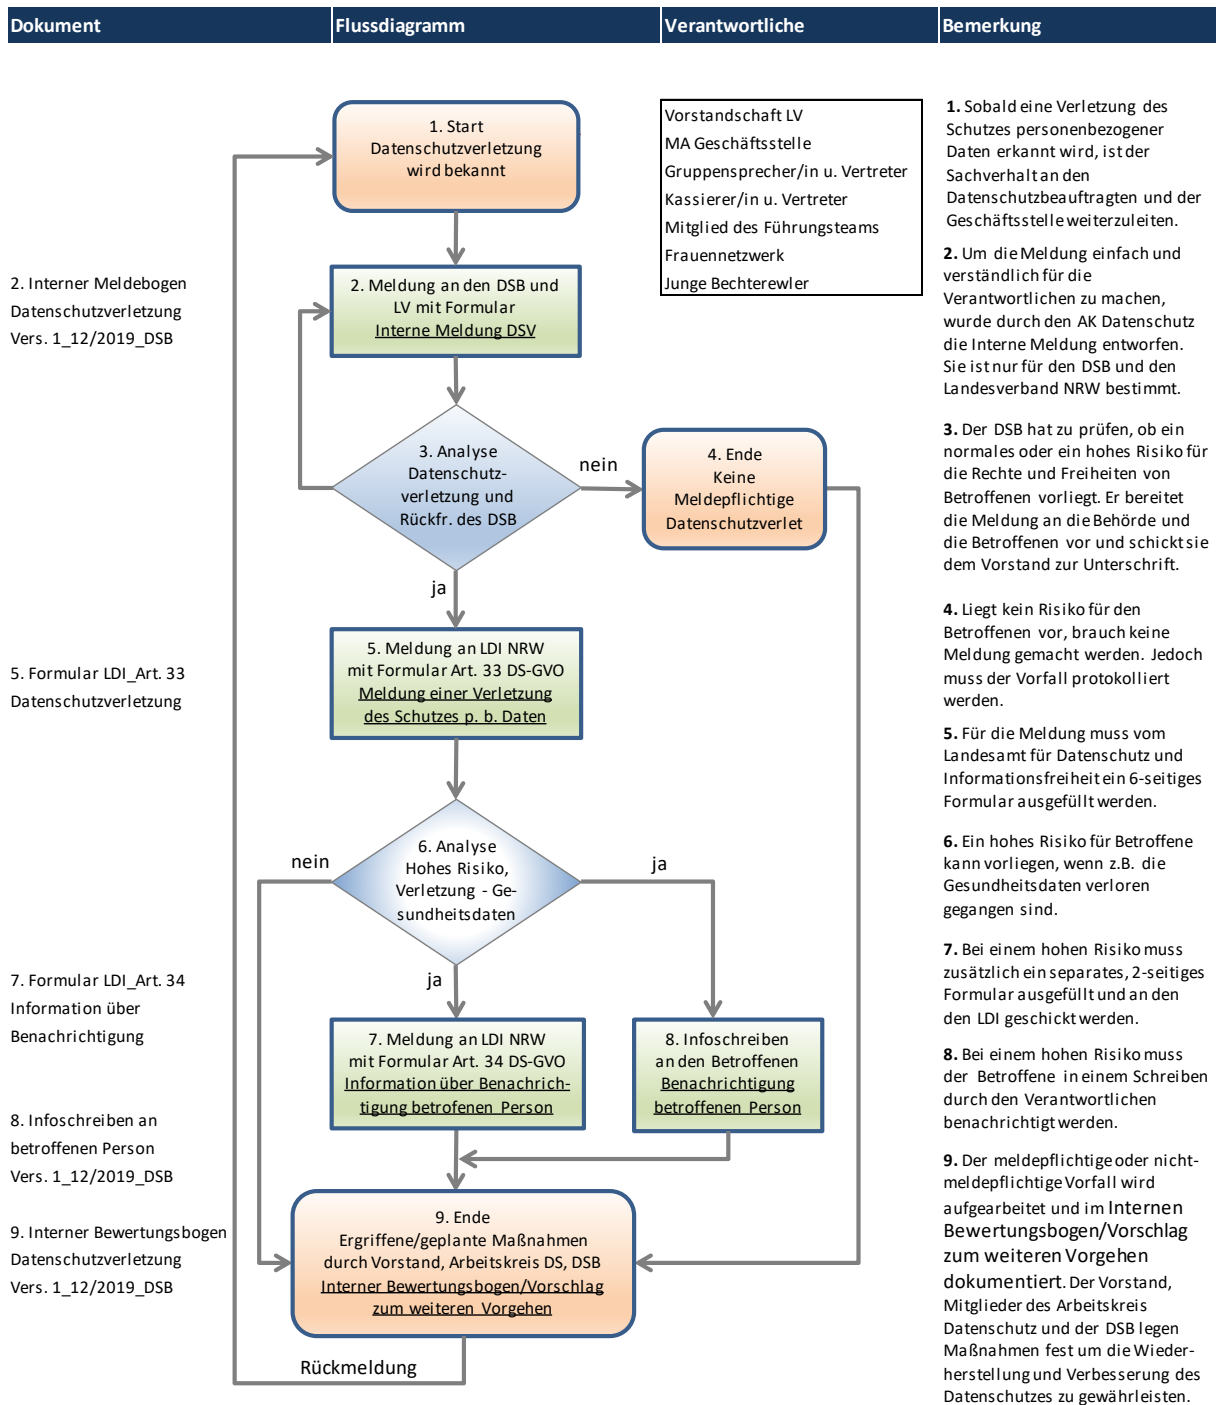 Dokument
Flussdiagramm
Verantwortliche
Bemerkung
2. Interner Meldebogen
Datenschutzverletzung
Vers. 1_12/2019_DSB
5. Formular LDI_Art. 33
Datenschutzverletzung
7. Formular LDI_Art. 34
Information über
Benachrichtigung
8. Infoschreiben an
betroffenen Person
Vers. 1_12/2019_DSB
9. Interner Bewertungsbogen
Datenschutzverletzung
Vers. 1_12/2019_DSB
1. Start
Datenschutzverletzung
wird bekannt
2. Meldung an den DSB und
LV mit Formular
Interne Meldung DSV
3. Analyse
Datenschutz-
verletzung und
Rückfr. des DSB
nein
4. Ende
Keine
Meldepflichtige
Datenschutzverlet
ja
5. Meldung an LDI NRW
mit Formular Art. 33 DS-GVO
Meldung einer Verletzung
des Schutzes p. b. Daten
6. Analyse
Hohes Risiko,
Verletzung - Ge-
sundheitsdaten
nein
ja
ja
7. Meldung an LDI NRW
mit Formular Art. 34 DS-GVO
Information über Benachrich-
tigung betrofenen Person
8. Infoschreiben
an den Betroffenen
Benachrichtigung
betroffenen Person
9. Ende
Ergriffene/geplante Maßnahmen
durch Vorstand, Arbeitskreis DS, DSB
Interner Bewertungsbogen/Vorschlag
zum weiteren Vorgehen
Rückmeldung
Vorstandschaft LV
MA Geschäftsstelle
Gruppensprecher/in u. Vertreter
Kassierer/in u. Vertreter
Mitglied des Führungsteams
Frauennetzwerk
Junge Bechterewler
1. Sobald eine Verletzung des
Schutzes personenbezogener
Daten erkannt wird, ist der
Sachverhalt an den
Datenschutzbeauftragten und der
Geschäftsstelle weiterzuleiten.
2. Um die Meldung einfach und
verständlich für die
Verantwortlichen zu machen,
wurde durch den AK Datenschutz
die Interne Meldung entworfen.
Sie ist nur für den DSB und den
Landesverband NRW bestimmt.
3. Der DSB hat zu prüfen, ob ein
normales oder ein hohes Risiko für
die Rechte und Freiheiten von
Betroffenen vorliegt. Er bereitet
die Meldung an die Behörde und
die Betroffenen vor und schickt sie
dem Vorstand zur Unterschrift.
4. Liegt kein Risiko für den
Betroffenen vor, brauch keine
Meldung gemacht werden. Jedoch
muss der Vorfall protokolliert
werden.
5. Für die Meldung muss vom
Landesamt für Datenschutz und
Informationsfreiheit ein 6-seitiges
Formular ausgefüllt werden.
6. Ein hohes Risiko für Betroffene
kann vorliegen, wenn z.B. die
Gesundheitsdaten verloren
gegangen sind.
7. Bei einem hohen Risiko muss
zusätzlich ein separates, 2-seitiges
Formular ausgefüllt und an den
den LDI geschickt werden.
8. Bei einem hohen Risiko muss
der Betroffene in einem Schreiben
durch den Verantwortlichen
benachrichtigt werden.
9. Der meldepflichtige oder nicht-
meldepflichtige Vorfall wird
aufgearbeitet und im Internen
Bewertungsbogen/Vorschlag
zum weiteren Vorgehen
dokumentiert. Der Vorstand,
Mitglieder des Arbeitskreis
Datenschutz und der DSB legen
Maßnahmen fest um die Wieder-
herstellung und Verbesserung des
Datenschutzes zu gewährleisten.